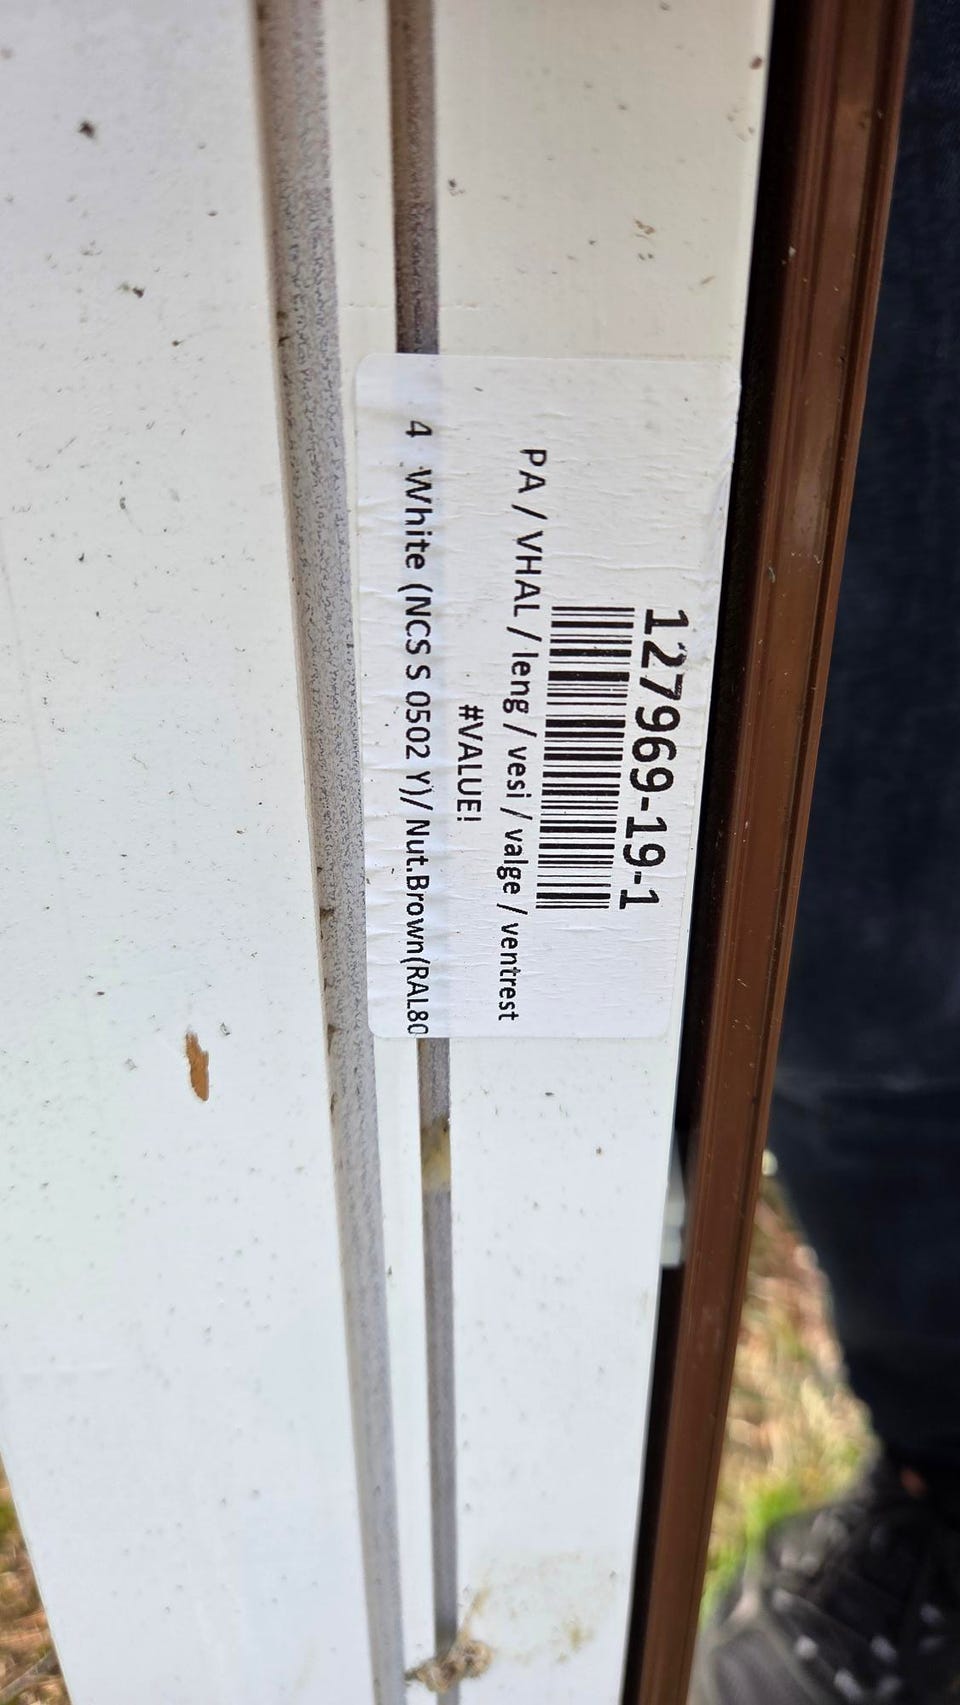 127969-19-1
PA / VHAL / leng / vesi / valge / ventrest
#VALUE!
4 White (NCS S 0502 Y)/ Nut.Brown(RAL80